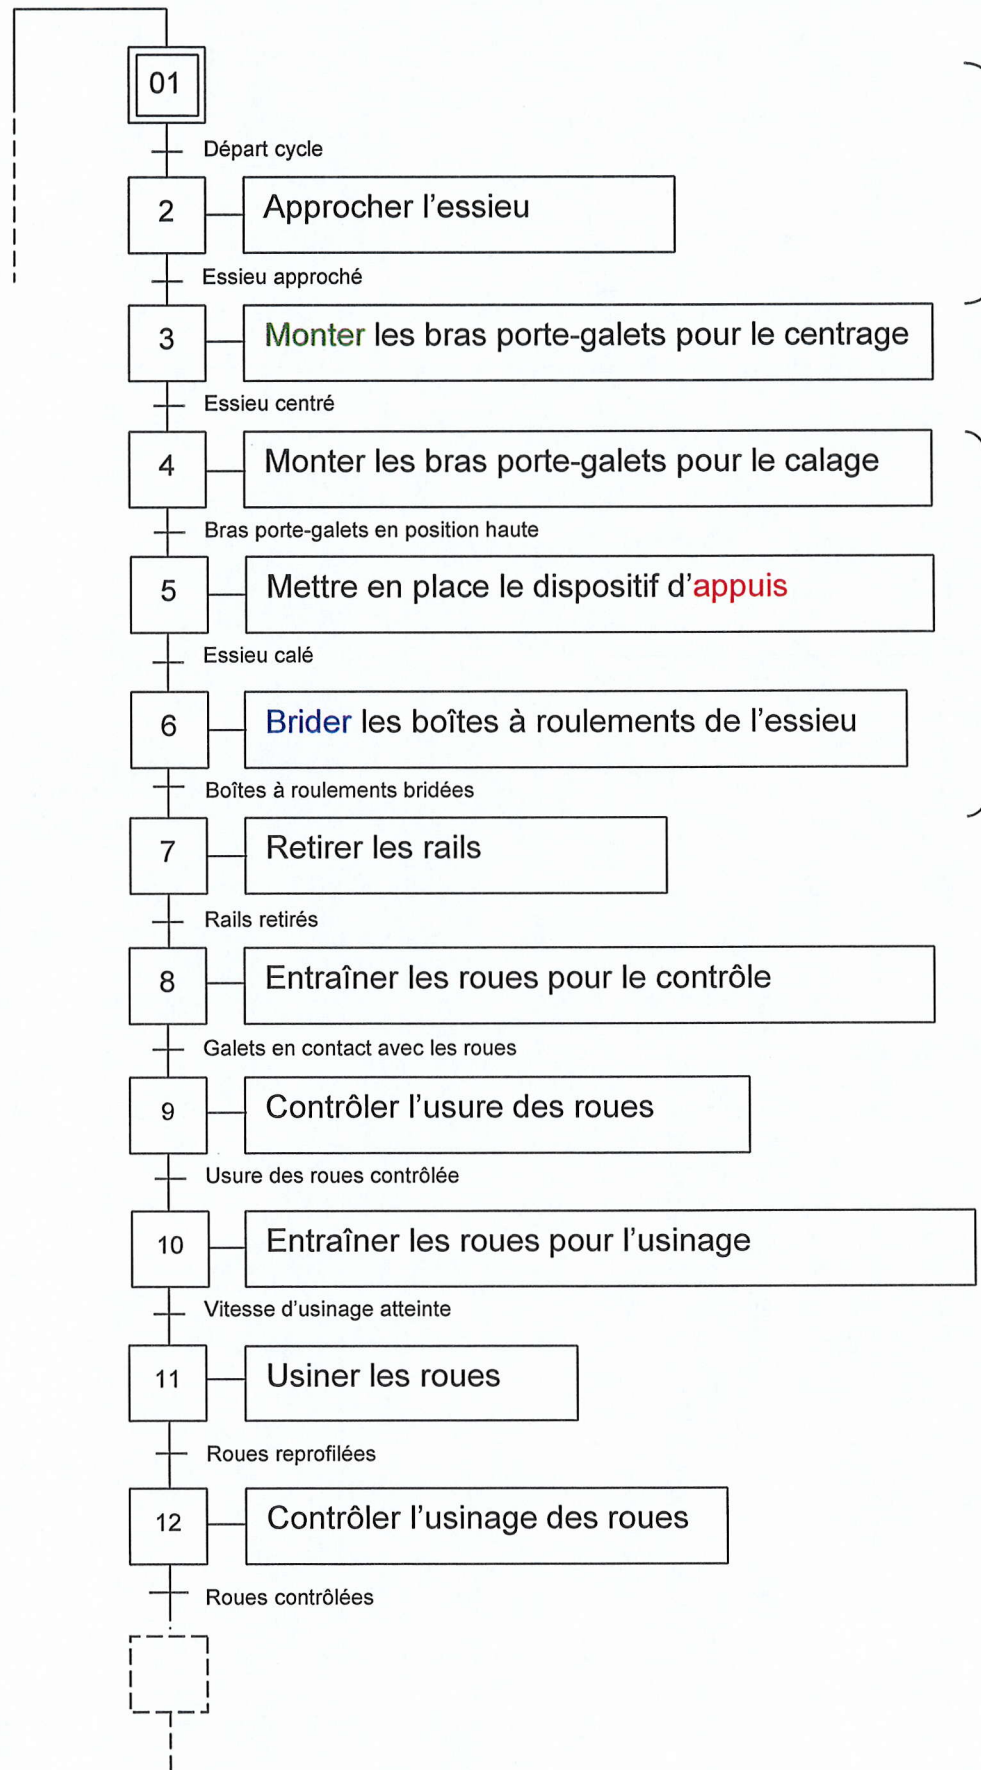 01
Départ cycle
2
Approcher l'essieu
Essieu approché
3
Monter les bras porte-galets pour le centrage
Essieu centré
4
Monter les bras porte-galets pour le calage
Bras porte-galets en position haute
5
Mettre en place le dispositif d'appuis
Essieu calé
6
Brider les boîtes à roulements de l'essieu
Boîtes à roulements bridées
7
Retirer les rails
Rails retirés
8
Entraîner les roues pour le contrôle
Galets en contact avec les roues
9
Contrôler l'usure des roues
Usure des roues contrôlée
10
Entraîner les roues pour l'usinage
Vitesse d'usinage atteinte
11
Usiner les roues
Roues reprofilées
12
Contrôler l'usinage des roues
Roues contrôlées